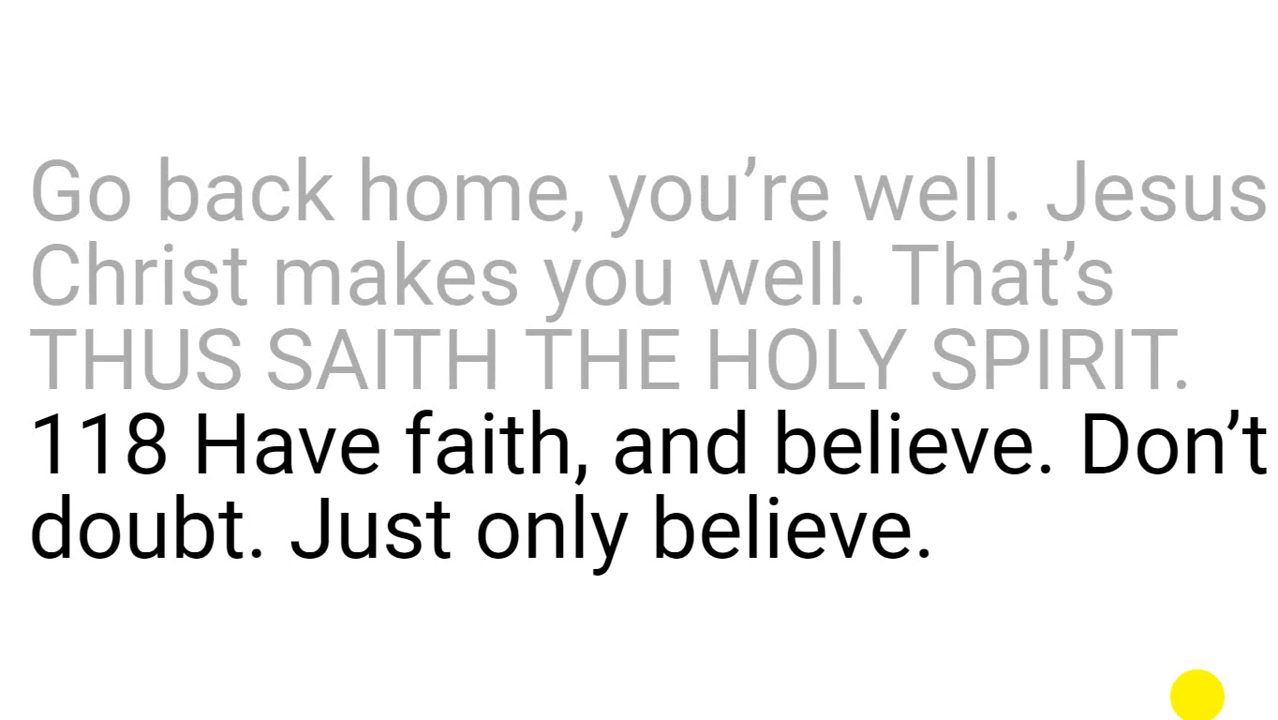 Go back home, you’re well. Jesus
Christ makes you well. That’s
THUS SAITH THE HOLY SPIRIT.
118 Have faith, and believe. Don’t
doubt. Just only believe.